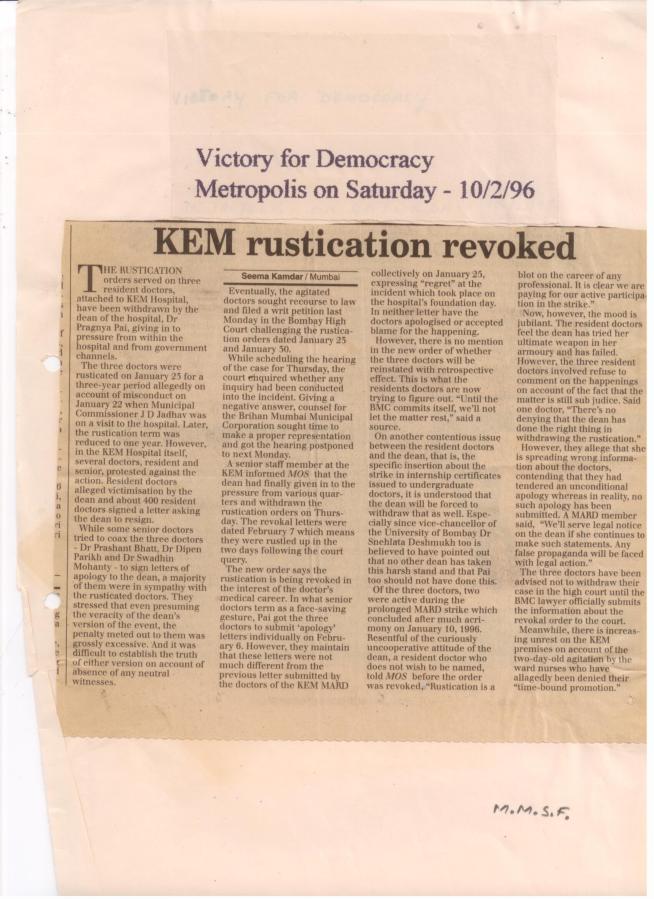 Victory for Democracy
Metropolis on Saturday - 10/2/96
KEM rustication revoked
THE RUSTICATION
orders served on three
resident doctors,
attached to KEM Hospital,
have been withdrawn by the
dean of the hospital, Dr
Pragnya Pai, giving in to
pressure from within the
hospital and from government
channels.
The three doctors were
rusticated on January 23 for a
three-year period allegedly on
account of misconduct on
January 22 when Municipal
Commissioner J D Jadhav was
on a visit to the hospital. Later,
the rustication term was
reduced to one year. However,
in the KEM Hospital itself,
several doctors, resident and
senior, protested against the
action. Resident doctors
alleged victimisation by the
dean and about 400 resident
doctors signed a letter asking
the dean to resign.
While some senior doctors
tried to coax the three doctors
- Dr Prashant Bhatt, Dr Dipen
Parikh and Dr Swadhin
Mohanty - to sign letters of
apology to the dean, a majority
of them were in sympathy with
the rusticated doctors. They
stressed that even presuming
the veracity of the dean's
version of the event, the
penalty meted out to them was
grossly excessive. And it was
difficult to establish the truth
of either version on account of
absence of any neutral
witnesses.
Seema Kamdar / Mumbai
Eventually, the agitated
doctors sought recourse to law
and filed a writ petition last
Monday in the Bombay High
Court challenging the rustica-
tion orders dated January 23
and January 30.
While scheduling the hearing
of the case for Thursday, the
court enquired whether any
inquiry had been conducted
into the incident. Giving a
negative answer, counsel for
the Brihan Mumbai Municipal
Corporation sought time to
make a proper representation
and got the hearing postponed
to next Monday.
A senior staff member at the
KEM informed MOS that the
dean had finally given in to the
pressure from various quar-
ters and withdrawn the
rustication orders on Thurs-
day. The revokal letters were
dated February 7 which means
they were rustled up in the
two days following the court
query.
The new order says the
rustication is being revoked in
the interest of the doctor's
medical career. In what senior
doctors term as a face-saving
gesture, Pai got the three
doctors to submit 'apology'
letters individually on Febru-
ary 6. However, they maintain
that these letters were not
much different from the
previous letter submitted by
the doctors of the KEM MARD
collectively on January 25,
expressing "regret" at the
incident which took place on
the hospital's foundation day.
In neither letter have the
doctors apologised or accepted
blame for the happening.
However, there is no mention
in the new order of whether
the three doctors will be
reinstated with retrospective
effect. This is what the
residents doctors are now
trying to discern. "Until the
BMC commits itself, we'll not
let the matter rest," said a
source.
On another contentious issue
between the resident doctors
and the dean, that is, the
specific insertion about the
strike in internship certificates
issued to undergraduate
doctors, it is understood that
the dean will be forced to
withdraw that as well. Espe-
cially since vice-chancellor of
the University of Bombay Dr
Snehlata Deshmukh too is
believed to have pointed out
that no other dean has taken
this harsh stand and that Pai
too should not have done this.
Of the three doctors, two
were active during the
prolonged MARD strike which
concluded after much acri-
mony on January 10, 1996.
Resentful of the curiously
uncooperative attitude of the
dean, a resident doctor who
does not wish to be named,
told MOS before the order
was revoked, "Rustication is a
blot on the career of any
professional. It is clear we are
paying for our active participa-
tion in the strike."
Now, however, the mood is
jubilant. The resident doctors
feel the dean has tried her
ultimate weapon in her
armoury and has failed.
However, the three resident
doctors involved refuse to
comment on the happenings
on account of the fact that the
matter is still sub judice. Said
one doctor, "There's no
denying that the dean has
done the right thing in
withdrawing the rustication."
However, they allege that she
is spreading wrong informa-
tion about the doctors,
contending that they had
tendered an unconditional
apology whereas in reality, no
such apology has been
submitted. A MARD member
said, "We'll serve legal notice
on the dean if she continues to
make such statements. Any
false propaganda will be faced
with legal action."
The three doctors have been
advised not to withdraw their
case in the high court until the
BMC lawyer officially submits
the information about the
revokal order to the court.
Meanwhile, there is increas-
ing unrest on the KEM
premises on account of the
two-day-old agitation by the
ward nurses who have
allagedly been denied their
"time-bound promotion."
M.M.S.F.